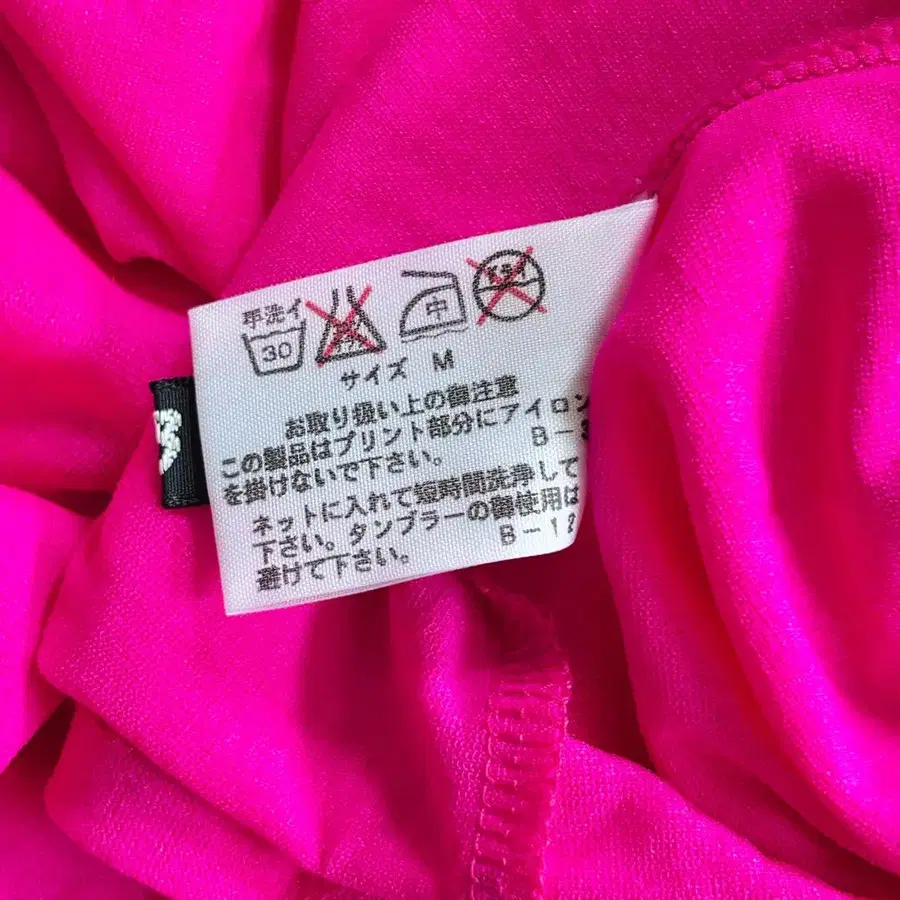 手洗イ
30
中
サイズ M
お取り扱い上の御注意
この製品はプリント部分にアイロン
を掛けないで下さい。 B-3
ネットに入れて短時間洗浄して
下さい。タンブラーの御使用は
避けて下さい。 B-12